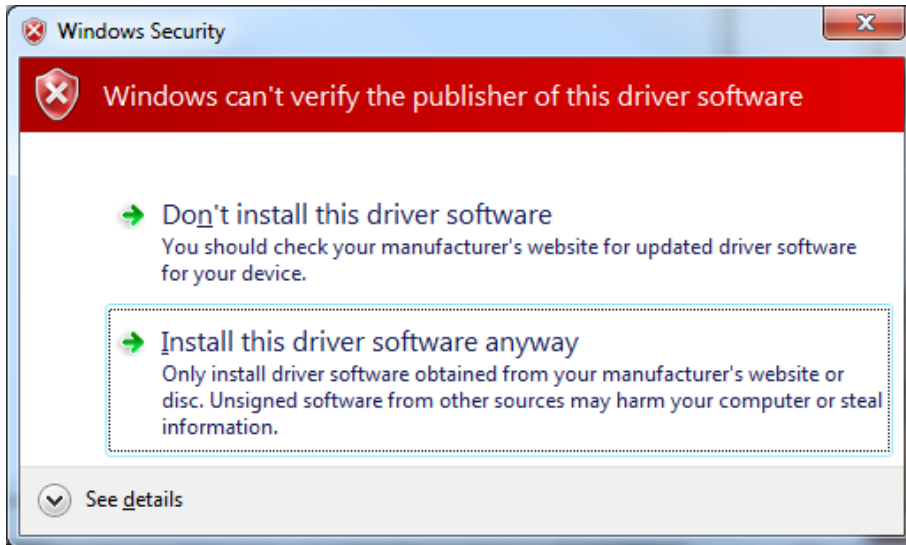 Windows Security
Windows can't verify the publisher of this driver software
Don't install this driver software
You should check your manufacturer's website for updated driver software
for your device.
Install this driver software anyway
Only install driver software obtained from your manufacturer's website or
disc. Unsigned software from other sources may harm your computer or steal
information.
See details